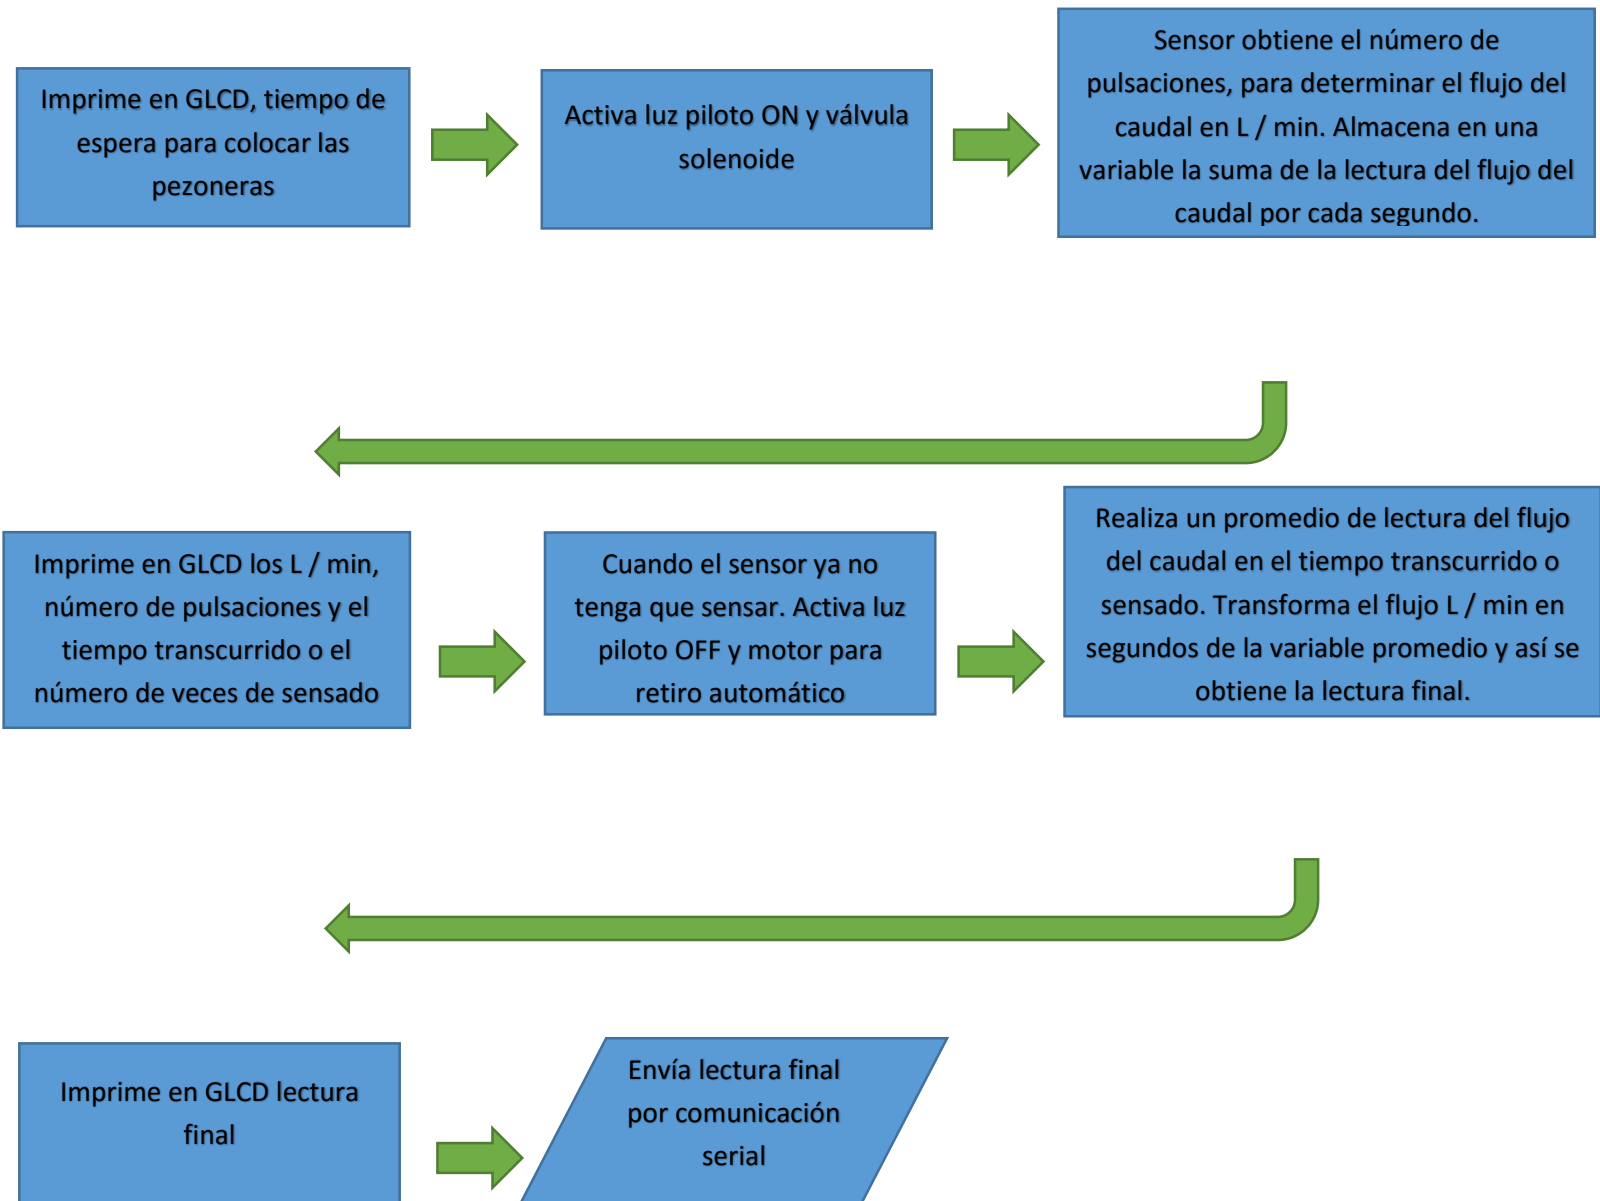 Imprime en GLCD, tiempo de
espera para colocar las
pezoneras
Activa luz piloto ON y válvula
solenoide
Sensor obtiene el número de
pulsaciones, para determinar el flujo del
caudal en L / min. Almacena en una
variable la suma de la lectura del flujo del
caudal por cada segundo.
Imprime en GLCD los L / min,
número de pulsaciones y el
tiempo transcurrido o el
número de veces de sensado
Cuando el sensor ya no
tenga que sensar. Activa luz
piloto OFF y motor para
retiro automático
Realiza un promedio de lectura del flujo
del caudal en el tiempo transcurrido o
sensado. Transforma el flujo L / min en
segundos de la variable promedio y así se
obtiene la lectura final.
Imprime en GLCD lectura
final
Envía lectura final
por comunicación
serial